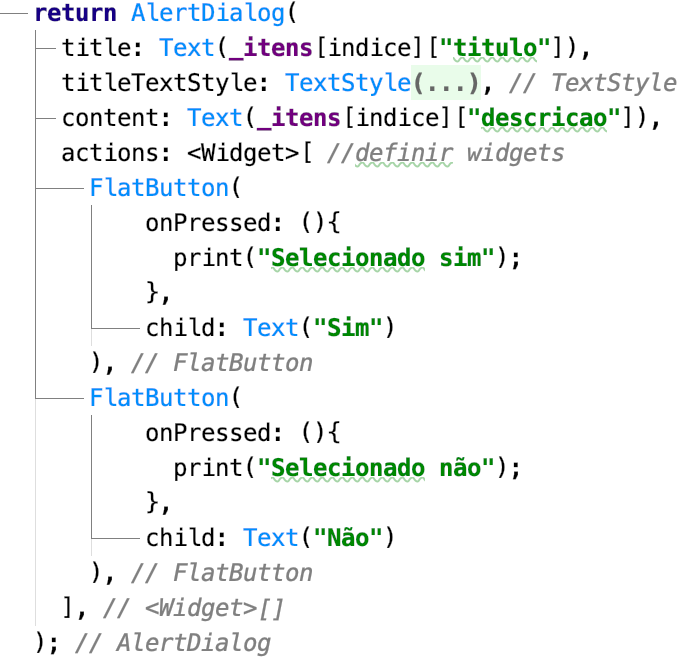 return AlertDialog(
title: Text(_itens[indice]["titulo"]),
titleTextStyle: TextStyle(...), // TextStyle
content: Text(_itens[indice]["descricao"]),
actions: <Widget>[ //definir widgets
FlatButton(
onPressed: (){
print("Selecionado sim");
},
child: Text("Sim")
), // FlatButton
FlatButton(
onPressed: (){
print("Selecionado não");
},
child: Text("Não")
), // FlatButton
], // <Widget>[]
); // AlertDialog